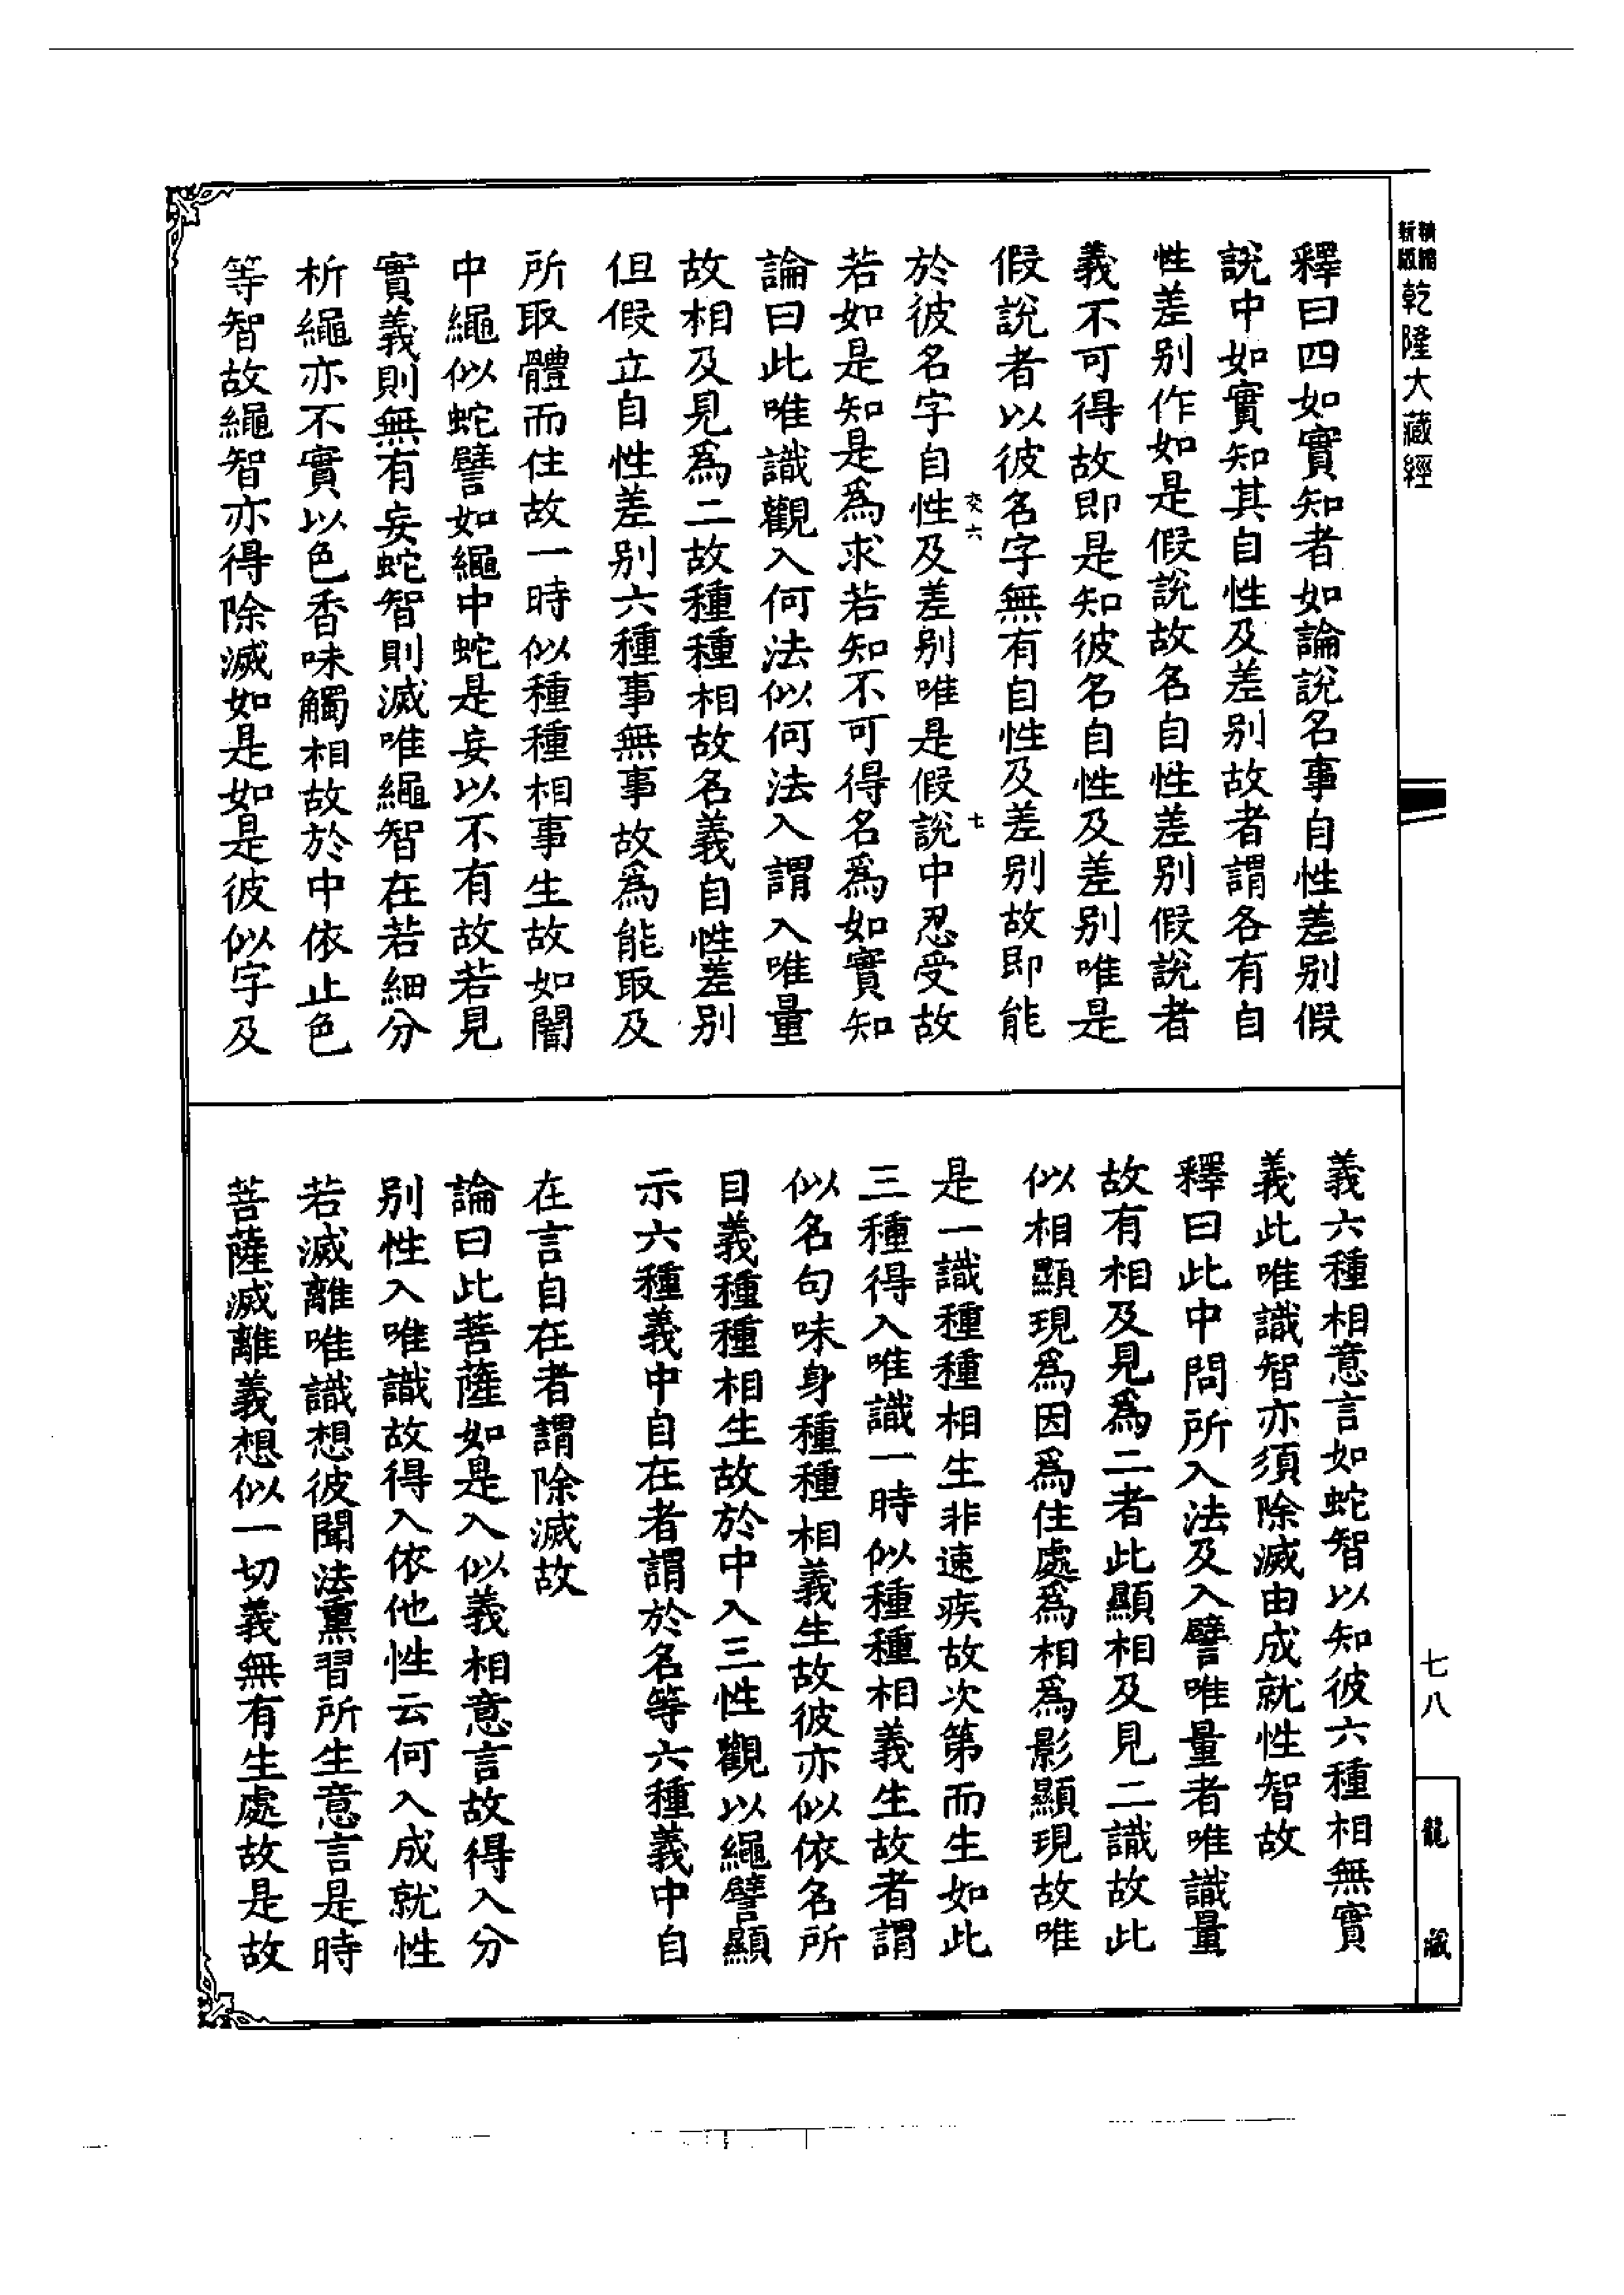 精縮
新版
乾隆大藏經
釋曰四如實知者如論說名事自性差別假
說中如實知其自性及差別故者謂各有自
性差別作如是假說故名自性差別假說者
義不可得故即是知彼名自性及差別唯是
假說者以彼名字無有自性及差別故即能
交六
七
於彼名字自性及差別唯是假說中忍受故
若如是知是為求若知不可得名為如實知
論曰此唯識觀入何法似何法入謂入唯量
故相及見為二故種種相故名義自性差別
但假立自性差別六種事無事故為能取及
所取體而住故一時似種種相事生故如闇
中繩似蛇譬如繩中蛇是妄以不有故若見
實義則無有妄蛇智則滅唯繩智在若細分
析繩亦不實以色香味觸相故於中依止色
等智故繩智亦得除滅如是如是彼似字及
義六種相意言如蛇智以知彼六種相無實
義此唯識智亦須除滅由成就性智故
釋曰此中問所入法及入譬唯量者唯識量
故有相及見為二者此顯相及見二識故此
似相顯現為因為住處為相為影顯現故唯
是一識種種相生非速疾故次第而生如此
三種得入唯識一時似種種相義生故者謂
似名句味身種種相義生故彼亦似依名所
目義種種相生故於中入三性觀以繩譬顯
示六種義中自在者謂於名等六種義中自
在言自在者謂除滅故
論曰此菩薩如是入似義相意言故得入分
別性入唯識故得入依他性云何入成就性
若滅離唯識想彼聞法熏習所生意言是時
菩薩滅離義想似一切義無有生處故是故
七八
龍藏